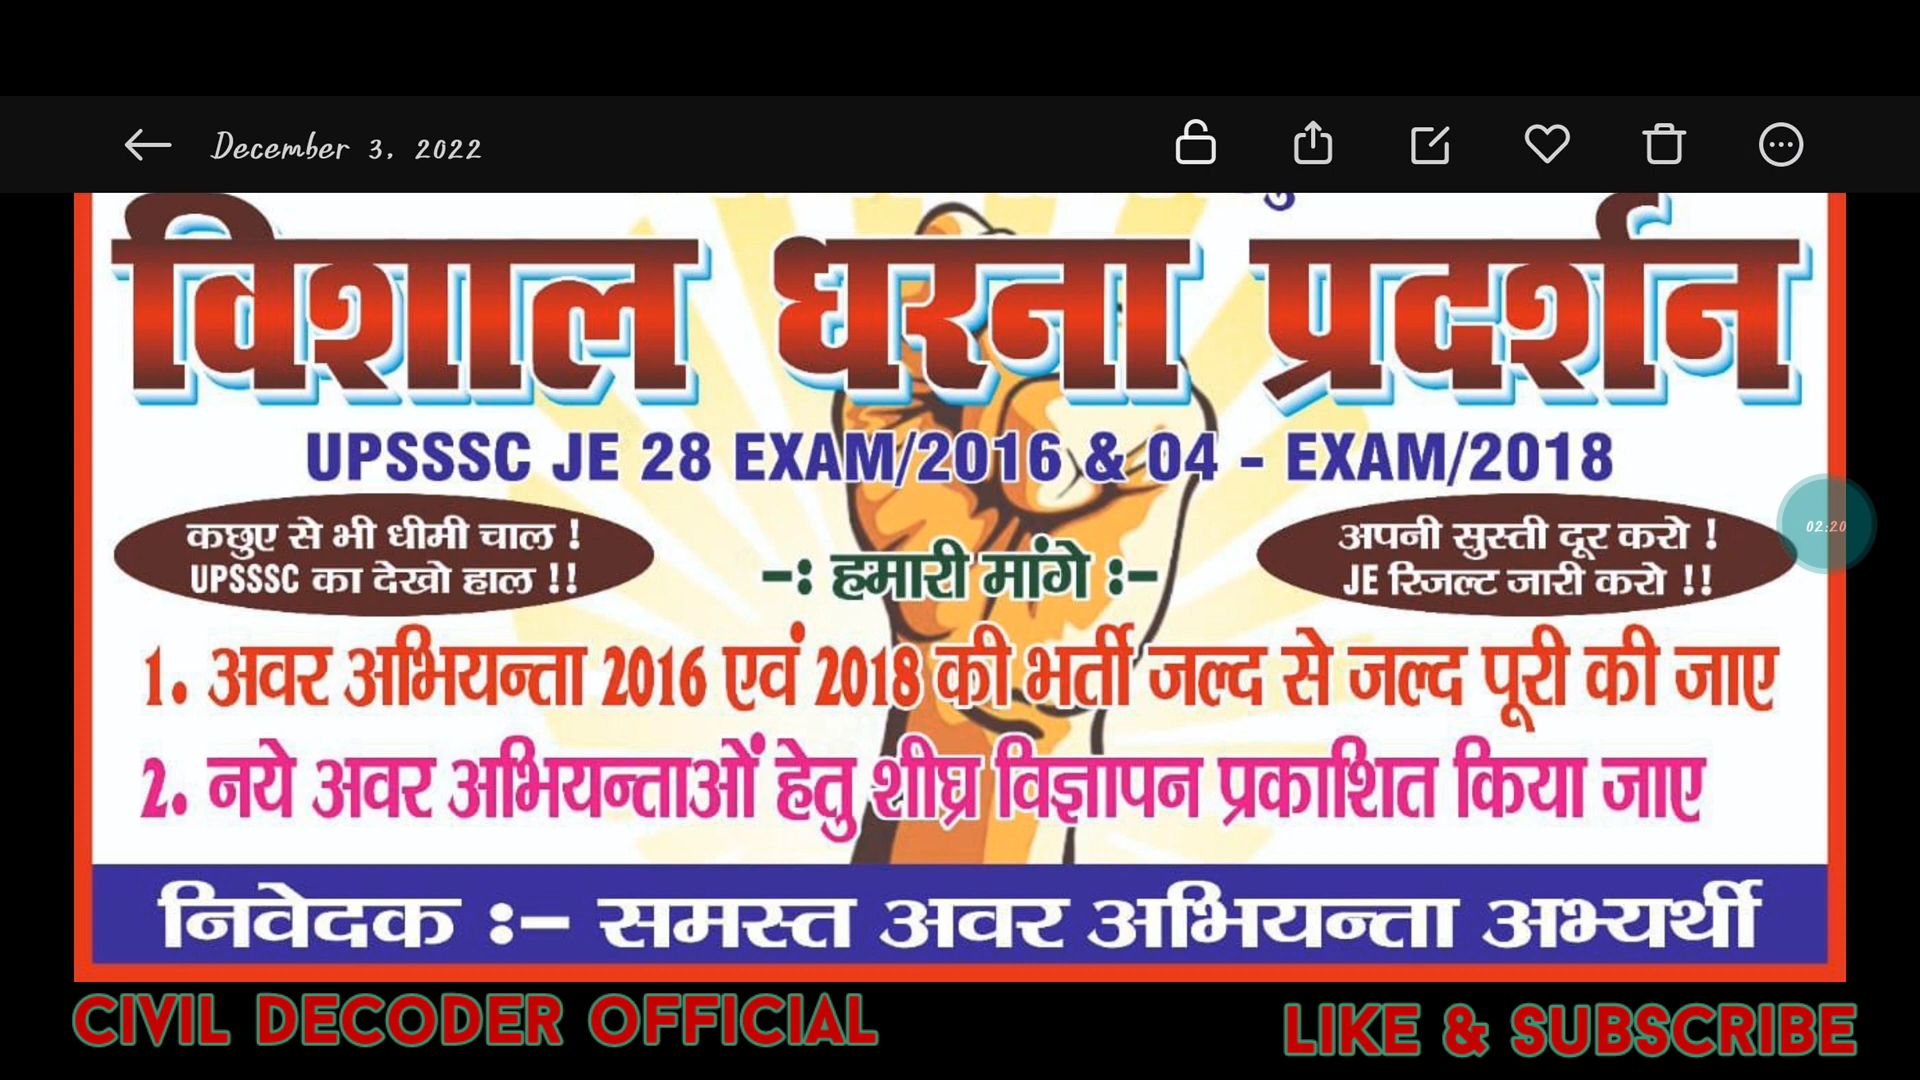 December 3, 2022
विशाल धरना प्रदर्शन
UPSSSC JE 28 EXAM/2016 & 04 - EXAM/2018
कछुए से भी धीमी चाल !
UPSSSC का देखो हाल !!
-: हमारी मांगे :-
अपनी सुस्ती दूर करो !
JE रिजल्ट जारी करो !!
02:20
1. अवर अभियन्ता 2016 एवं 2018 की भर्ती जल्द से जल्द पूरी की जाए
2. नये अवर अभियन्ताओं हेतु शीघ्र विज्ञापन प्रकाशित किया जाए
निवेदक :- समस्त अवर अभियन्ता अभ्यर्थी
CIVIL DECODER OFFICIAL
LIKE & SUBSCRIBE